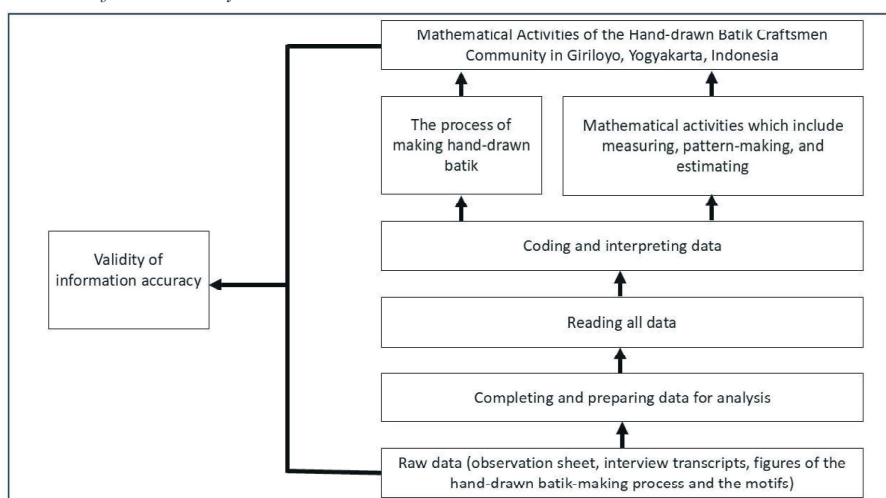 Mathematical Activities of the Hand-drawn Batik Craftsmen
Community in Giriloyo, Yogyakarta, Indonesia
The process of
making hand-drawn
batik
Mathematical activities which include
measuring, pattern-making, and
estimating
Coding and interpreting data
Validity of
information accuracy
Reading all data
Completing and preparing data for analysis
Raw data (observation sheet, interview transcripts, figures of the
hand-drawn batik-making process and the motifs)